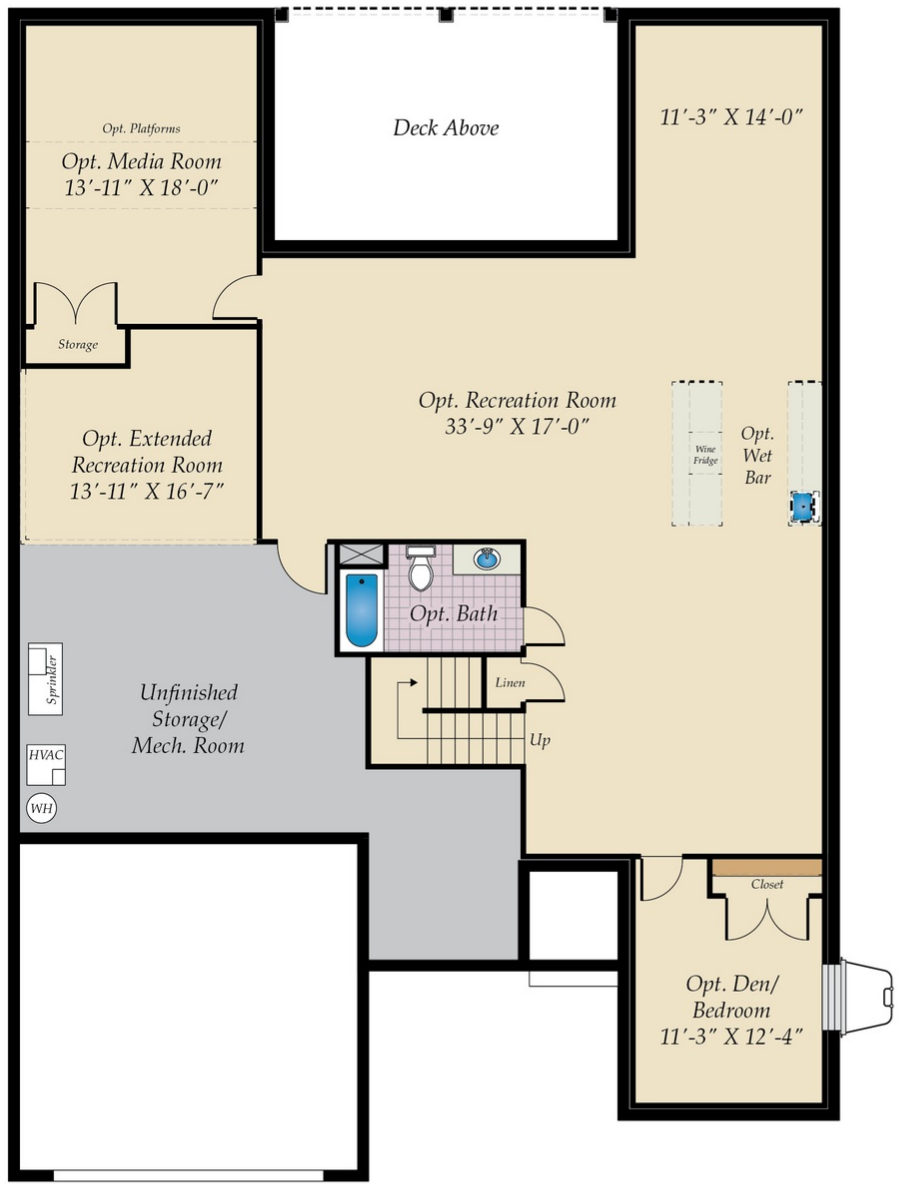 Opt. Platforms
Opt. Media Room
13'-11" X 18'-0"
Deck Above
11'-3" X 14'-0"
Storage
Opt. Recreation Room
33'-9" X 17'-0"
Opt. Extended
Recreation Room
13'-11" X 16'-7"
Wine
Fridge
Opt.
Wet
Bar
Opt. Bath
Sprinkler
Unfinished
Storage/
Mech. Room
Linen
Up
HVAC
WH
Closet
Opt. Den/
Bedroom
11'-3" X 12'-4"